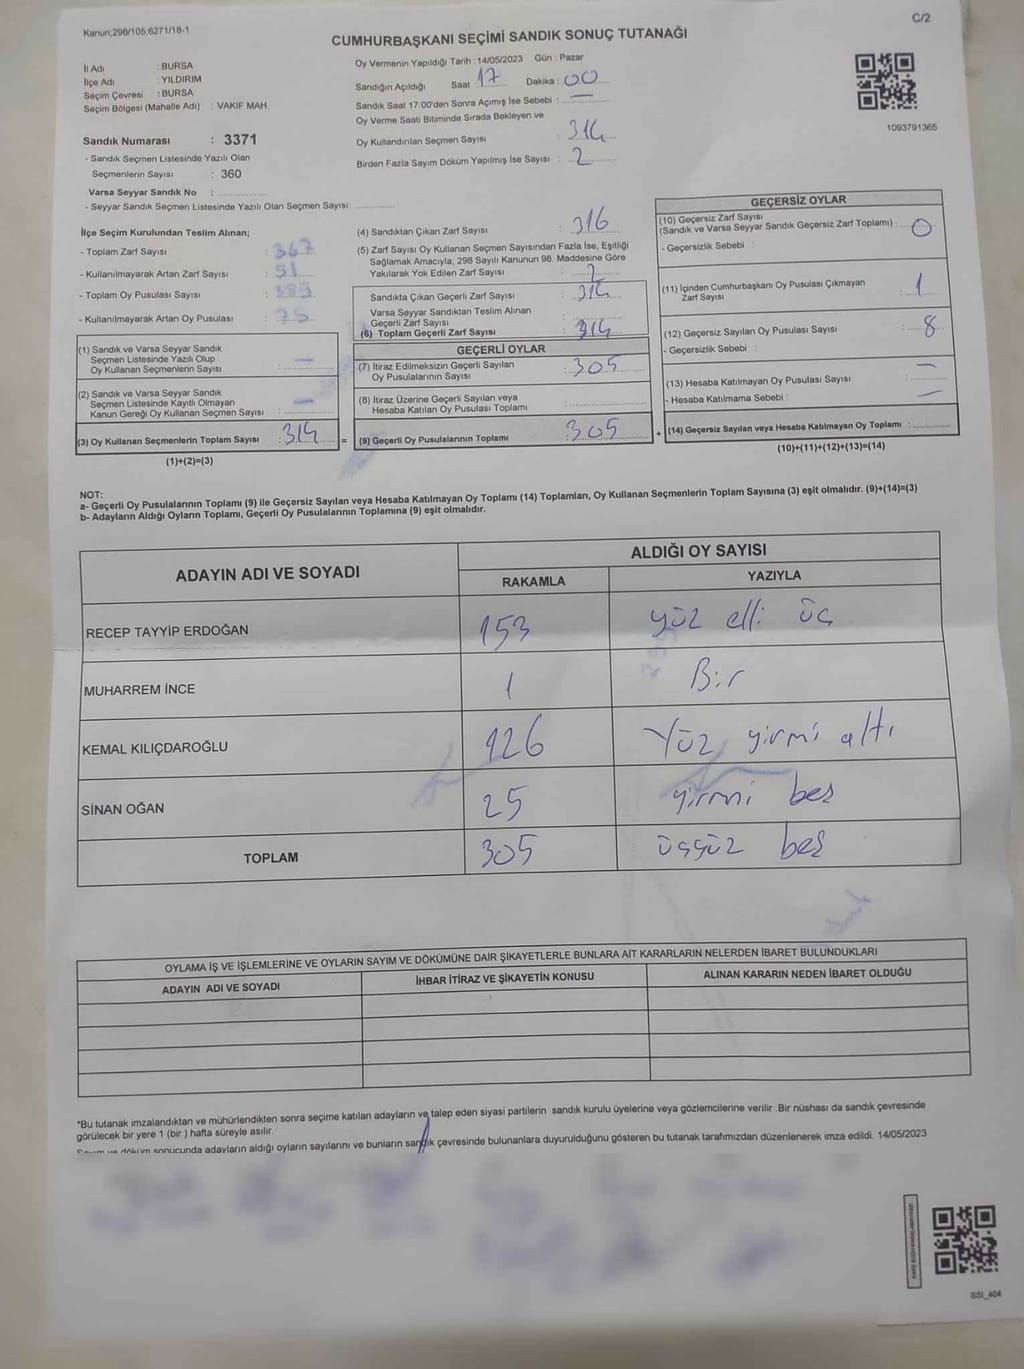 Kanun;298/105,6271/18-1
C/2
CUMHURBAŞKANI SEÇİMİ SANDIK SONUÇ TUTANAĞI
İl Adı : BURSA
İlçe Adı : YILDIRIM
Seçim Çevresi : BURSA
Seçim Bölgesi (Mahalle Adı) : VAKIF MAH.
Sandık Numarası : 3371
- Sandık Seçmen Listesinde Yazılı Olan
Seçmenlerin Sayısı : 360
Varsa Seyyar Sandık No :
- Seyyar Sandık Seçmen Listesinde Yazılı Olan Seçmen Sayısı:
Oy Vermenin Yapıldığı Tarih : 14/05/2023 Gün : Pazar
Sandığın Açıldığı Saat : 17 Dakika : 00
Sandık Saat 17:00'den Sonra Açımış İse Sebebi : —
Oy Verme Saati Bitiminde Sırada Bekleyen ve
Oy Kullandırılan Seçmen Sayısı : 314
Birden Fazla Sayım Döküm Yapılmış İse Sayısı : 2
1093791365
İlçe Seçim Kurulundan Teslim Alınan;
- Toplam Zarf Sayısı : 367
- Kullanılmayarak Artan Zarf Sayısı : 51
- Toplam Oy Pusulası Sayısı :
- Kullanılmayarak Artan Oy Pusulası : 75
(1) Sandık ve Varsa Seyyar Sandık
Seçmen Listesinde Yazılı Olup
Oy Kullanan Seçmenlerin Sayısı : —
(2) Sandık ve Varsa Seyyar Sandık
Seçmen Listesinde Kayıtlı Olmayan
Kanun Gereği Oy Kullanan Seçmen Sayısı : —
(3) Oy Kullanan Seçmenlerin Toplam Sayısı : 314
(1)+(2)=(3)
(4) Sandıktan Çıkan Zarf Sayısı : 316
(5) Zarf Sayısı Oy Kullanan Seçmen Sayısından Fazla İse, Eşitliği
Sağlamak Amacıyla; 298 Sayılı Kanunun 98. Maddesine Göre
Yakılarak Yok Edilen Zarf Sayısı : 2
Sandıkta Çıkan Geçerli Zarf Sayısı : 314
Varsa Seyyar Sandıktan Teslim Alınan
Geçerli Zarf Sayısı :
(6) Toplam Geçerli Zarf Sayısı : 314
GEÇERLİ OYLAR
(7) İtiraz Edilmeksizin Geçerli Sayılan
Oy Pusulalarının Sayısı : 305
(8) İtiraz Üzerine Geçerli Sayılan veya
Hesaba Katılan Oy Pusulası Toplamı :
= (9) Geçerli Oy Pusulalarının Toplamı : 305
GEÇERSİZ OYLAR
(10) Geçersiz Zarf Sayısı
(Sandık ve Varsa Seyyar Sandık Geçersiz Zarf Toplamı) : 0
- Geçersizlik Sebebi :
(11) İçinden Cumhurbaşkanı Oy Pusulası Çıkmayan
Zarf Sayısı : 1
(12) Geçersiz Sayılan Oy Pusulası Sayısı : 8
- Geçersizlik Sebebi :
(13) Hesaba Katılmayan Oy Pusulası Sayısı : —
- Hesaba Katılmama Sebebi : —
+ (14) Geçersiz Sayılan veya Hesaba Katılmayan Oy Toplamı :
(10)+(11)+(12)+(13)=(14)
NOT:
a- Geçerli Oy Pusulalarının Toplamı (9) ile Geçersiz Sayılan veya Hesaba Katılmayan Oy Toplamı (14) Toplamları, Oy Kullanan Seçmenlerin Toplam Sayısına (3) eşit olmalıdır. (9)+(14)=(3)
b- Adayların Aldığı Oyların Toplamı, Geçerli Oy Pusulalarının Toplamına (9) eşit olmalıdır.
ADAYIN ADI VE SOYADI
ALDIĞI OY SAYISI
RAKAMLA YAZIYLA
RECEP TAYYİP ERDOĞAN 153 yüz elli üç
MUHARREM İNCE 1 Bir
KEMAL KILIÇDAROĞLU 126 Yüz yirmi altı
SİNAN OĞAN 25 yirmi beş
TOPLAM 305 üçyüz beş
OYLAMA İŞ VE İŞLEMLERİNE VE OYLARIN SAYIM VE DÖKÜMÜNE DAİR ŞİKAYETLERLE BUNLARA AİT KARARLARIN NELERDEN İBARET BULUNDUKLARI
ADAYIN ADI VE SOYADI İHBAR İTİRAZ VE ŞİKAYETİN KONUSU ALINAN KARARIN NEDEN İBARET OLDUĞU
*Bu tutanak imzalandıktan ve mühürlendikten sonra seçime katılan adayların ve talep eden siyasi partilerin sandık kurulu üyelerine veya gözlemcilerine verilir .Bir nüshası da sandık çevresinde
görülecek bir yere 1 (bir ) hafta süreyle asılır.
Sayım ve döküm sonucunda adayların aldığı oyların sayılarını ve bunların sandık çevresinde bulunanlara duyurulduğunu gösteren bu tutanak tarafımızdan düzenlenerek imza edildi. 14/05/2023
SSI_404